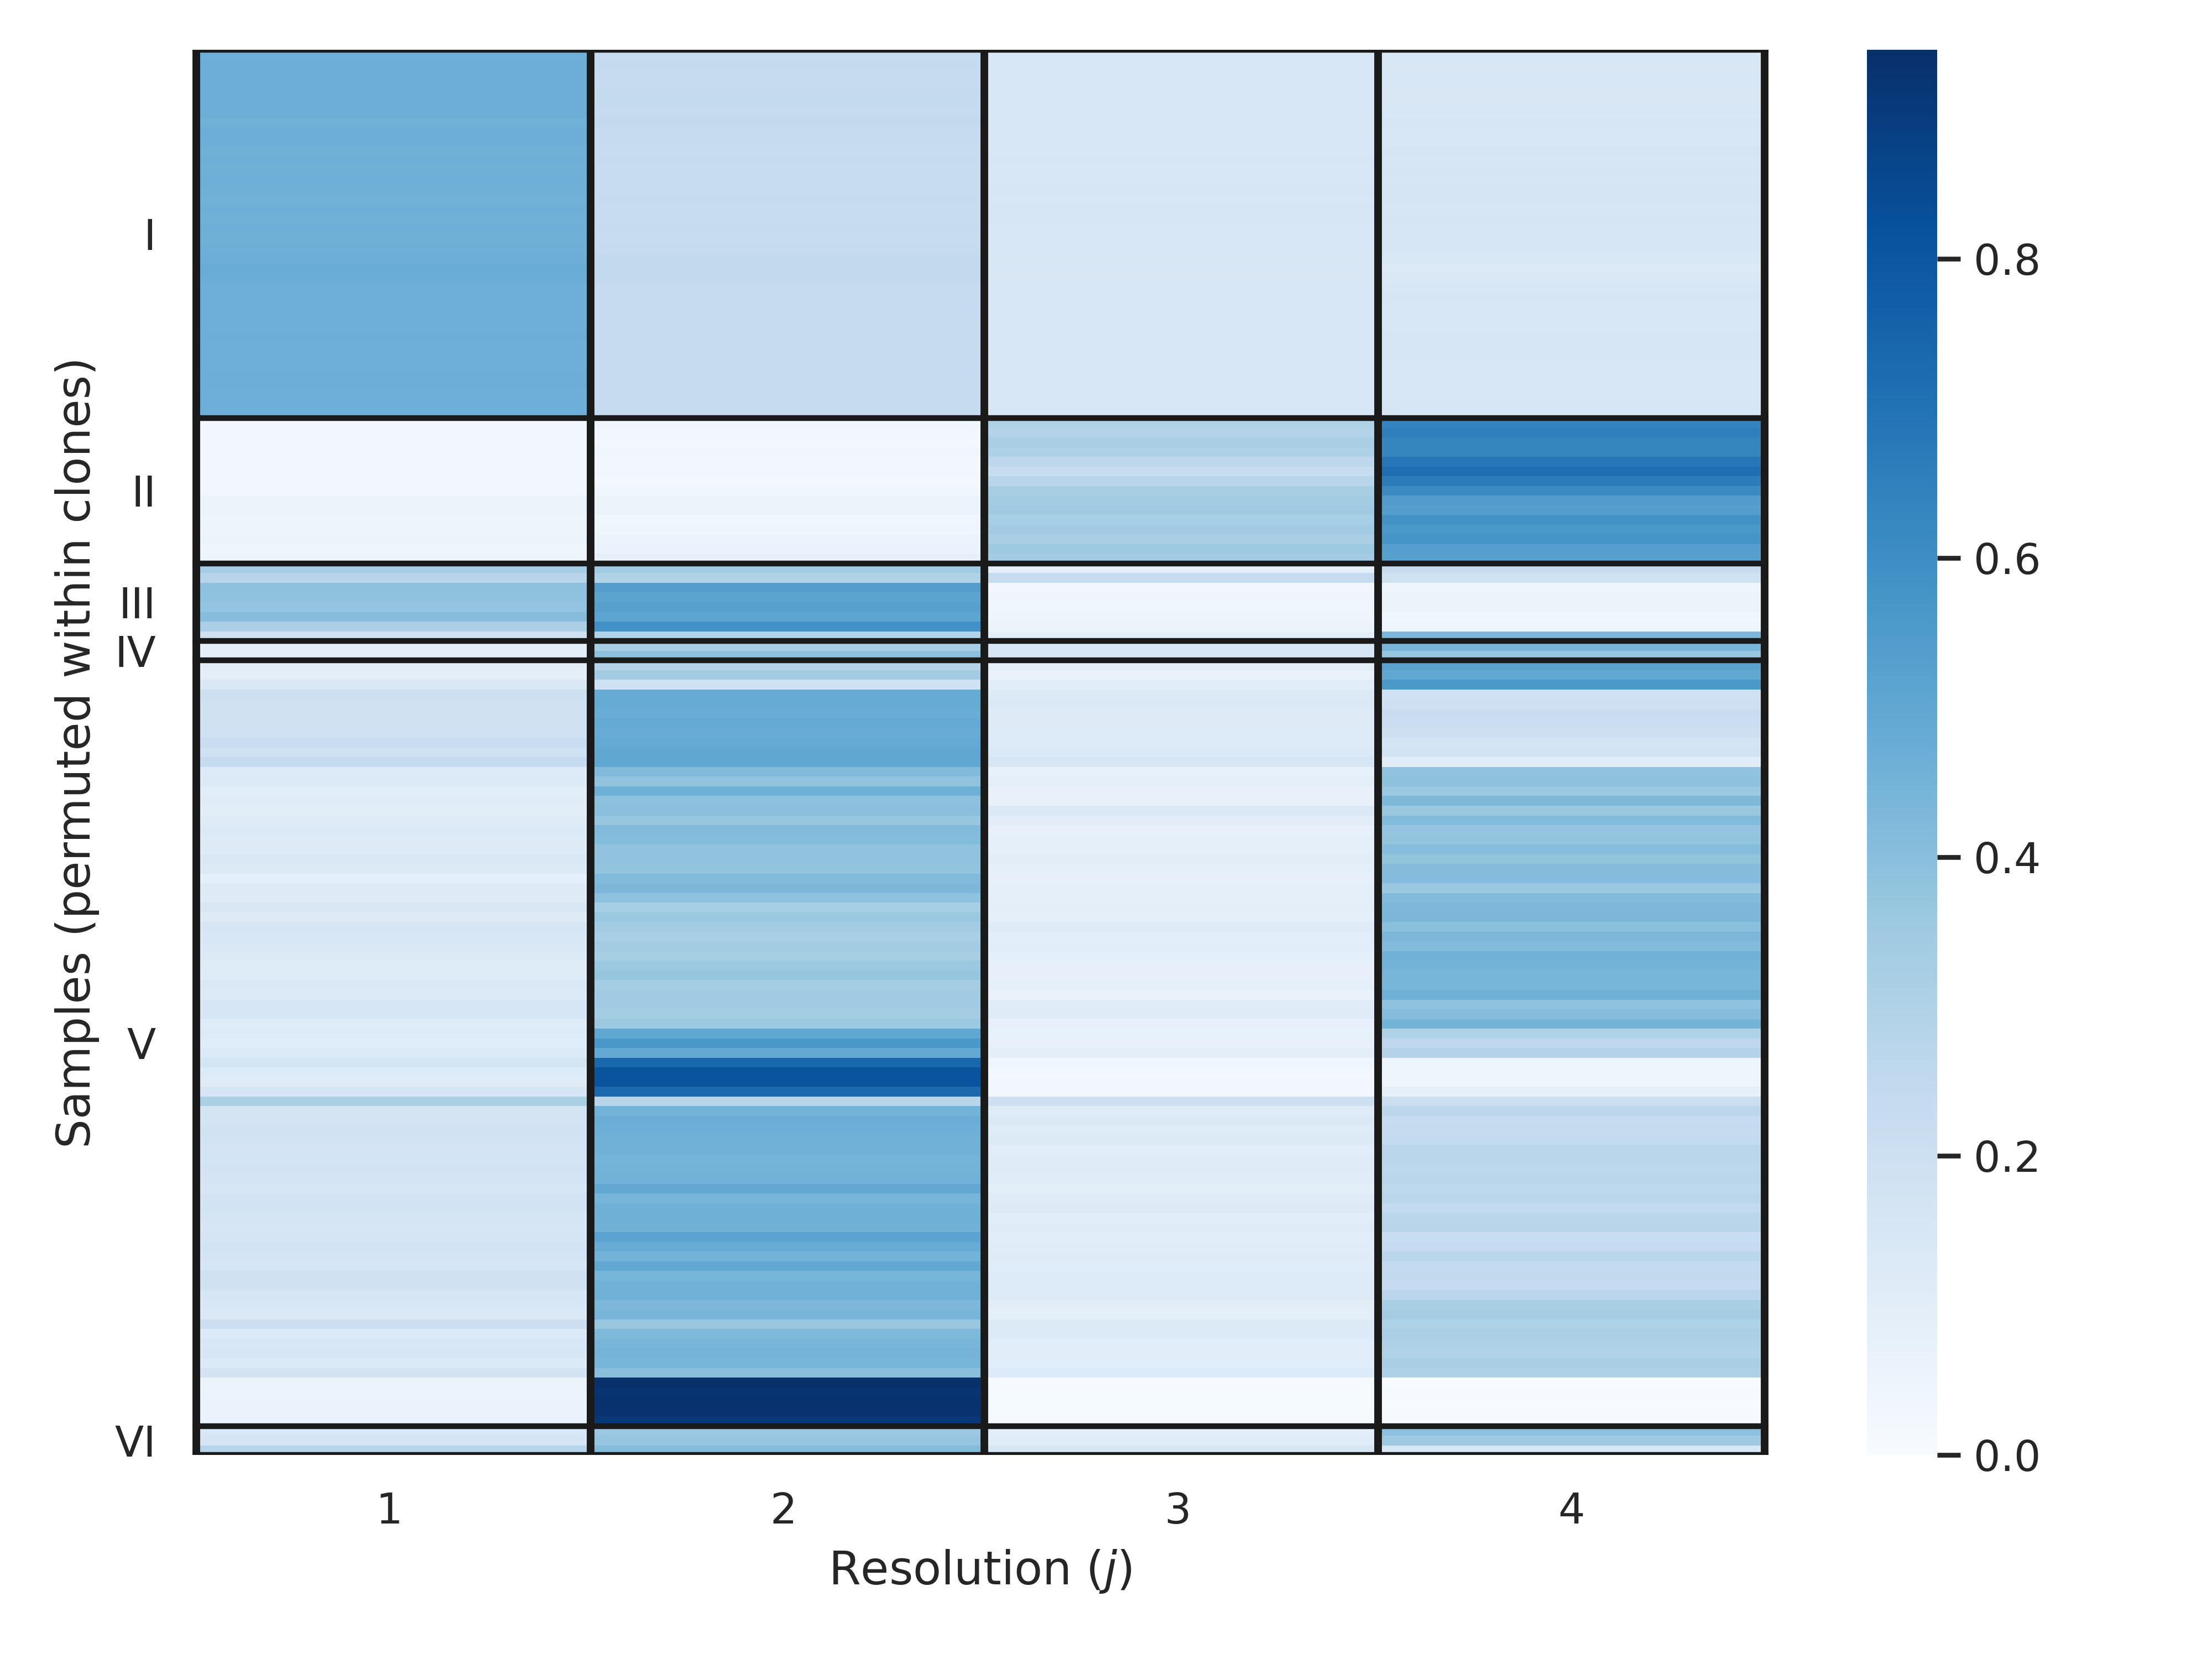 Samples (permuted within clones)
I
II
III
IV
V
VI
1 2 3 4
Resolution (j)
0.8
0.6
0.4
0.2
0.0